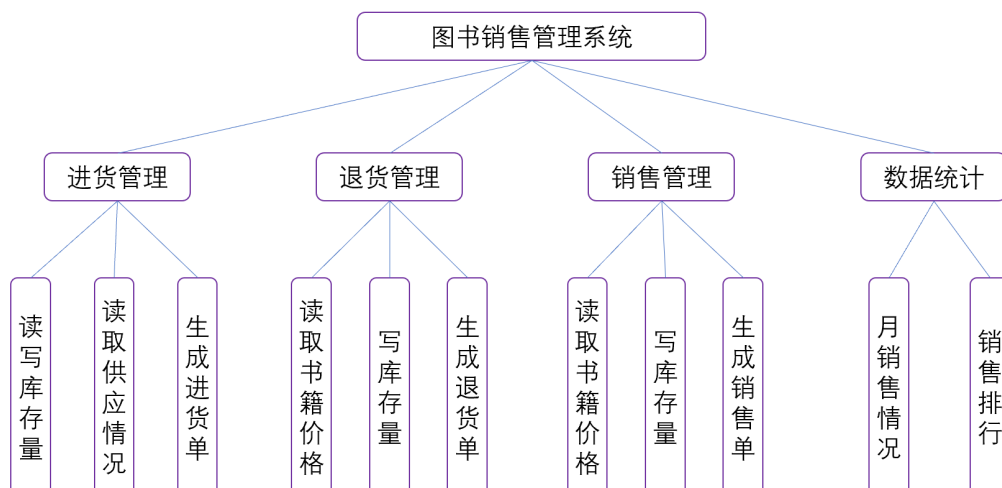 图书销售管理系统
进货管理
退货管理
销售管理
数据统计
读写库存量
读取供应情况
生成进货单
读取书籍价格
写库存量
生成退货单
读取书籍价格
写库存量
生成销售单
月销售情况
销售排行